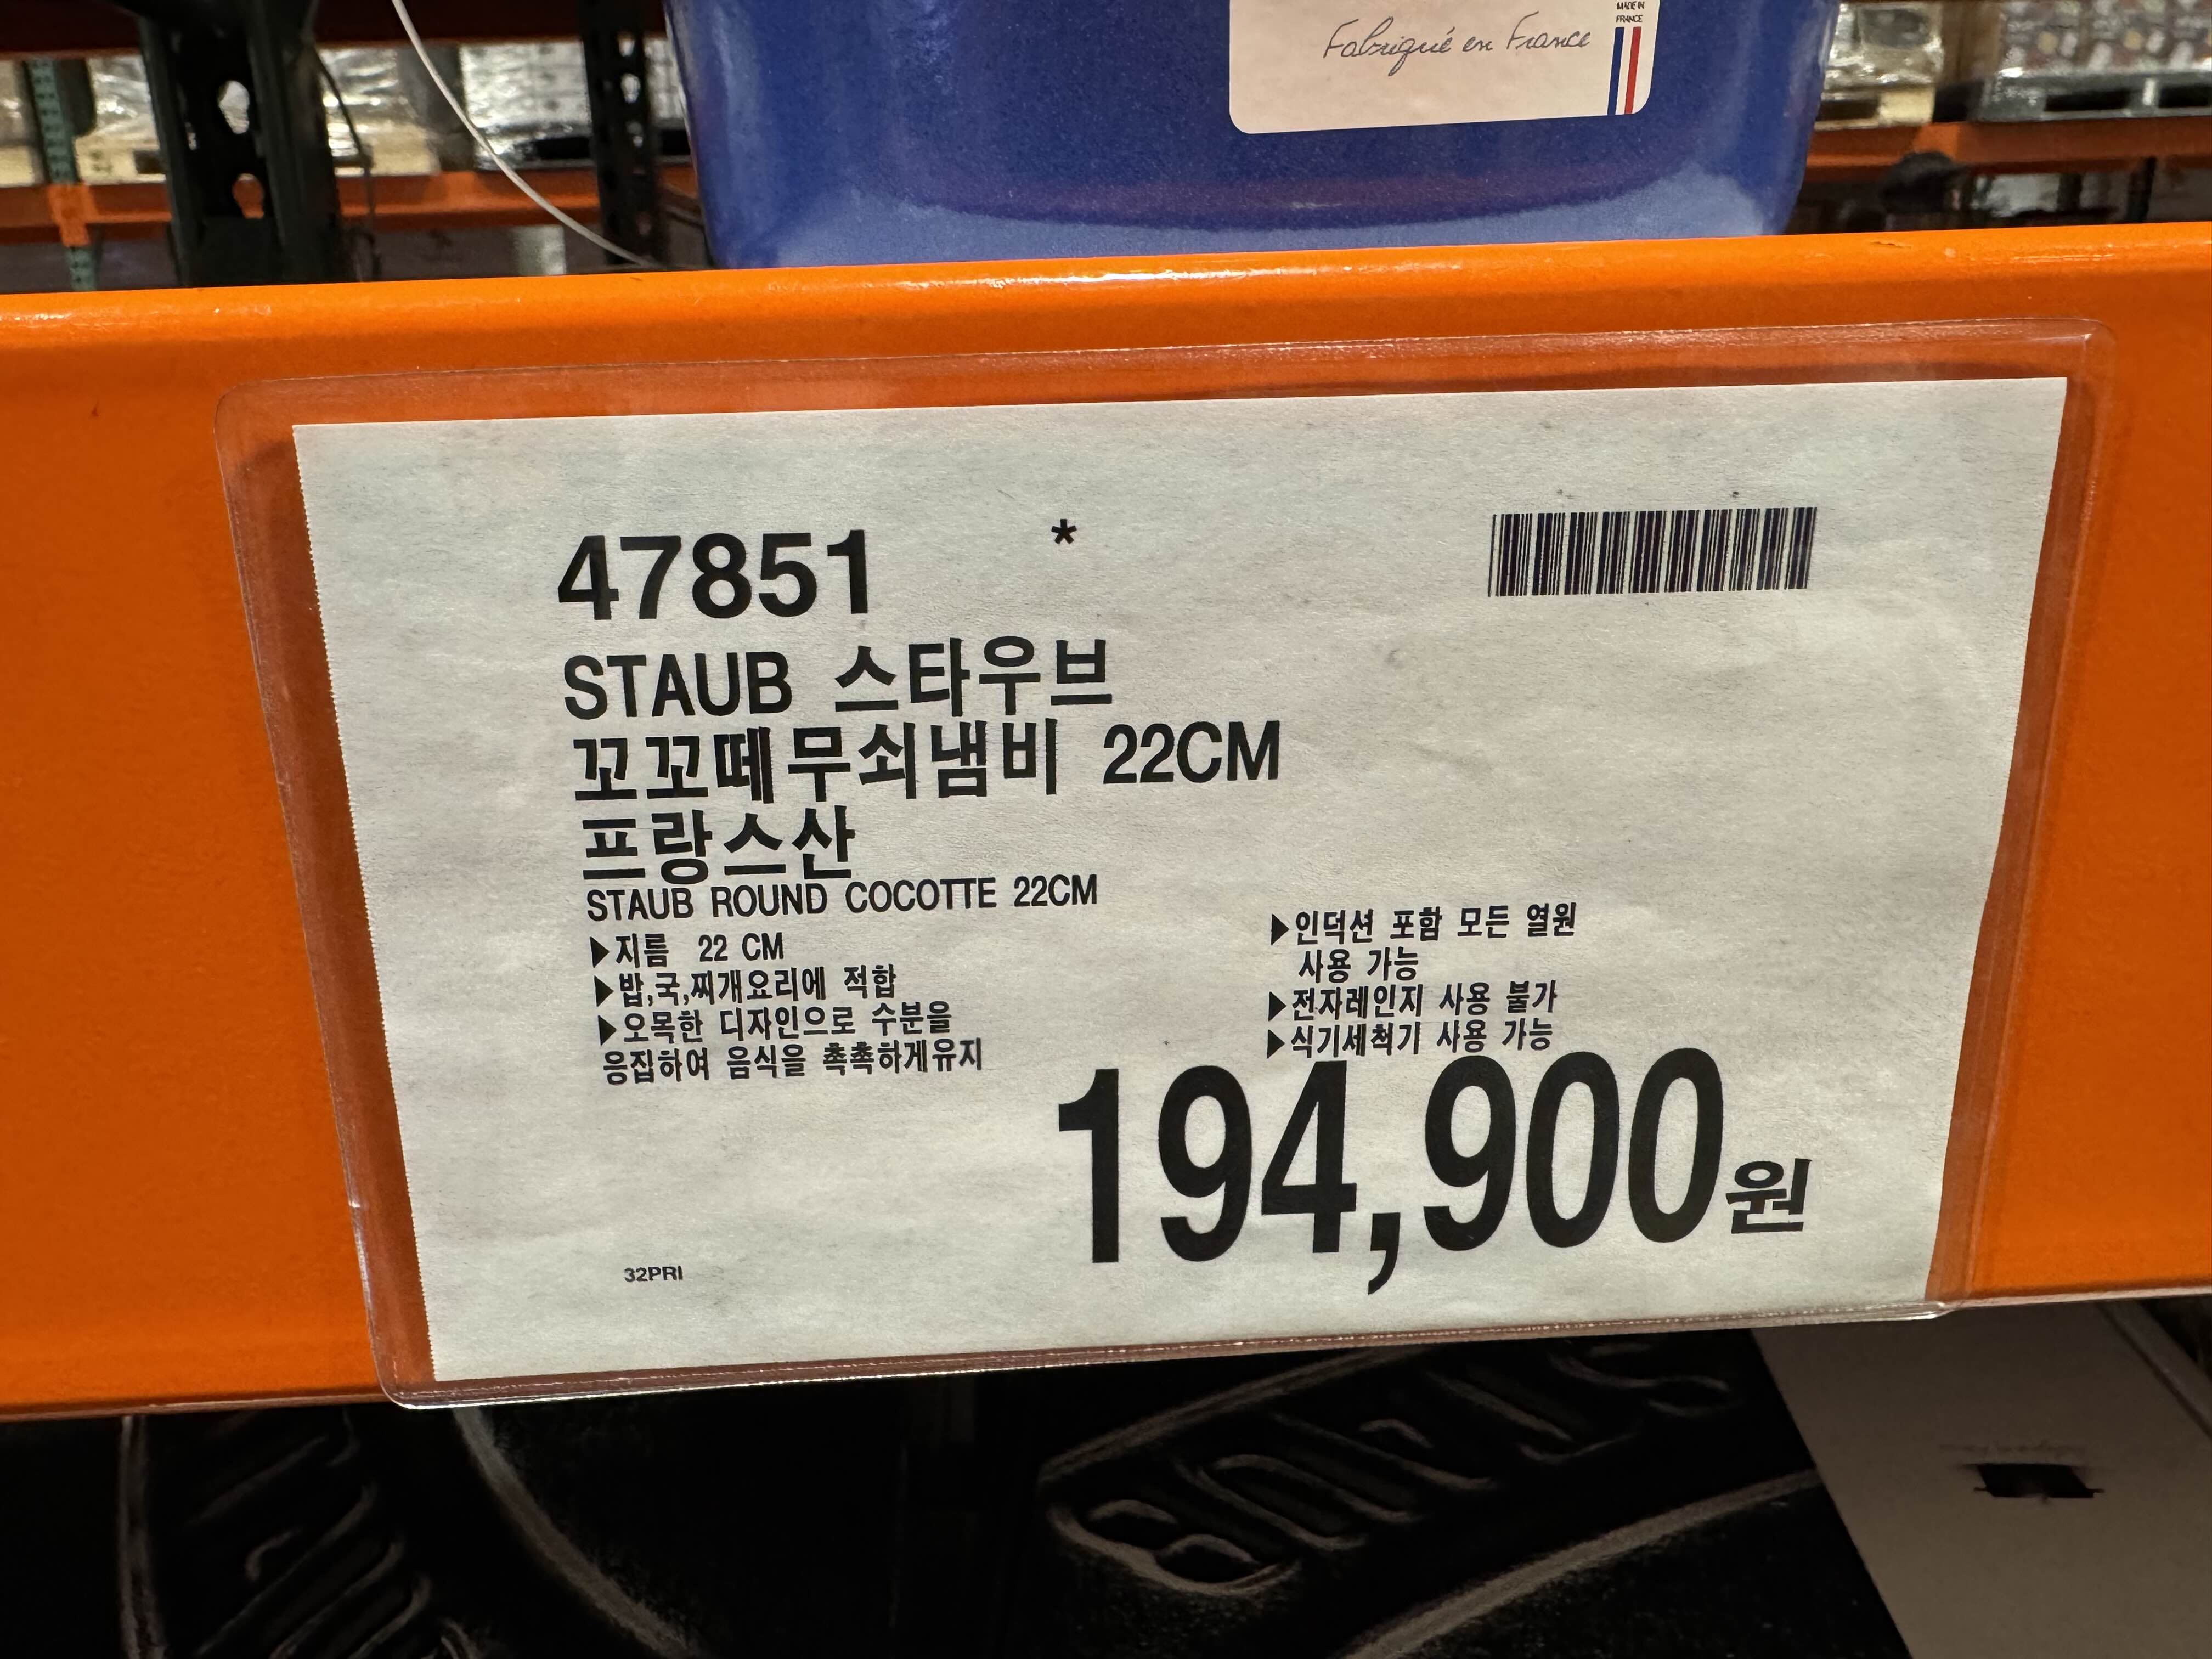 MADE IN
FRANCE
Fabriqué en France
47851 *
STAUB 스타우브
꼬꼬떼무쇠냄비 22CM
프랑스산
STAUB ROUND COCOTTE 22CM
▶지름 22 CM
▶밥,국,찌개요리에 적합
▶오목한 디자인으로 수분을
응집하여 음식을 촉촉하게유지
▶인덕션 포함 모든 열원
사용 가능
▶전자레인지 사용 불가
▶식기세척기 사용 가능
194,900원
32PRI
STAUB